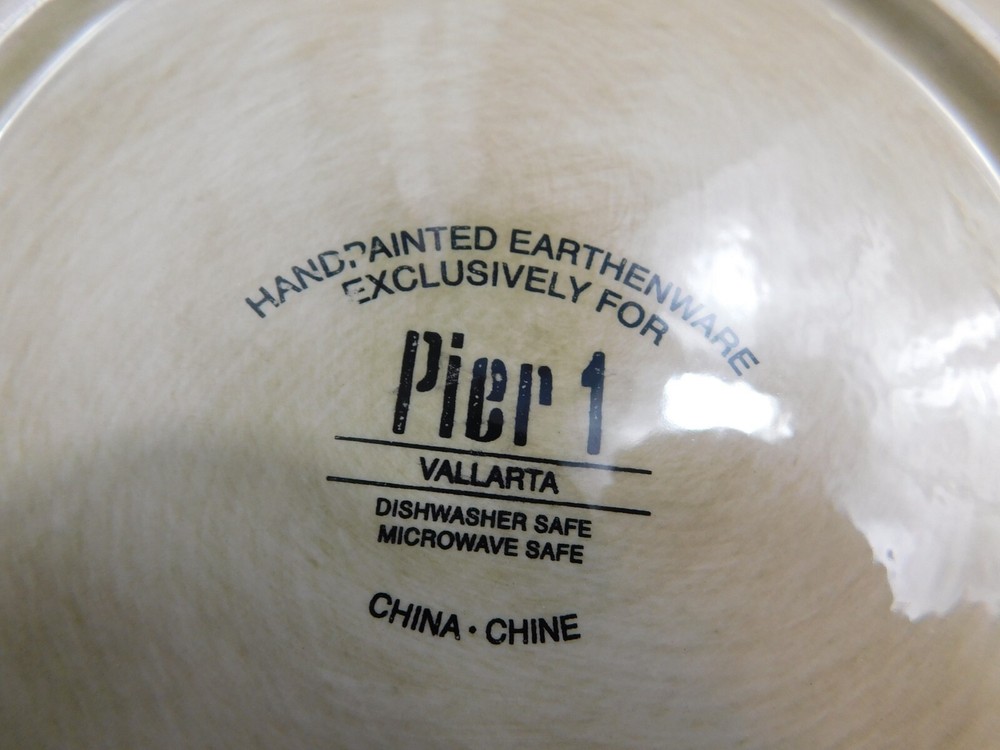 HANDPAINTED EARTHENWARE
EXCLUSIVELY FOR
Pier 1
VALLARTA
DISHWASHER SAFE
MICROWAVE SAFE
CHINA · CHINE